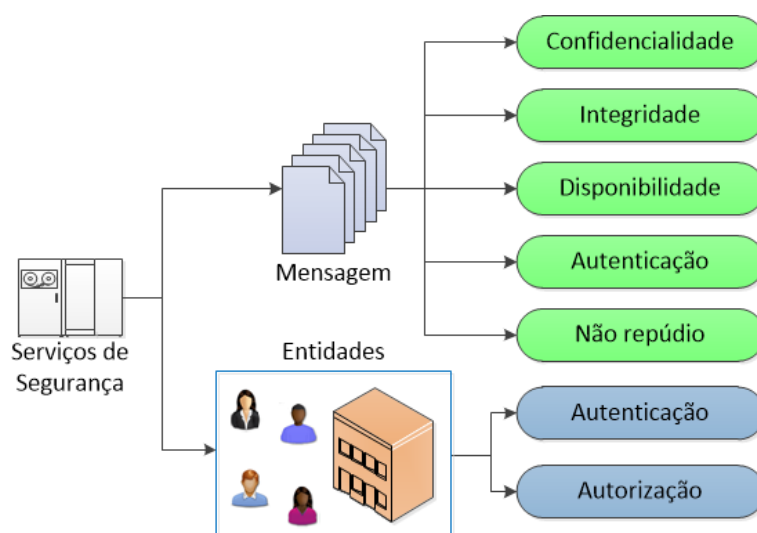 Confidencialidade
Integridade
Disponibilidade
Autenticação
Não repúdio
Mensagem
Serviços de
Segurança
Entidades
Autenticação
Autorização